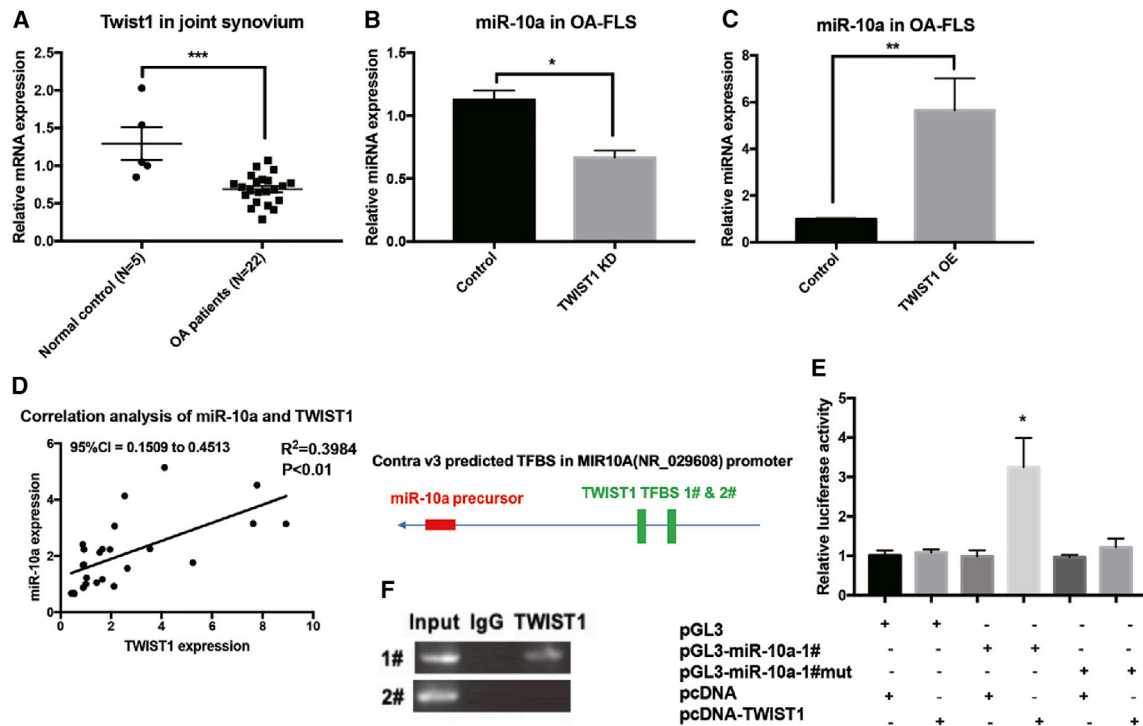 A
Twist1 in joint synovium
Relative mRNA expression
2.5
2.0
1.5
1.0
0.5
0.0
***
Normal control (N=5)
OA patients (N=22)
B
miR-10a in OA-FLS
Relative miRNA expression
1.5
1.0
0.5
0.0
*
Control
TWIST1 KD
C
miR-10a in OA-FLS
Relative miRNA expression
8
6
4
2
0
**
Control
TWIST1 OE
D
Correlation analysis of miR-10a and TWIST1
95%CI = 0.1509 to 0.4513
R²=0.3984
P<0.01
miR-10a expression
6
4
2
0
0 2 4 6 8 10
TWIST1 expression
Contra v3 predicted TFBS in MIR10A(NR_029608) promoter
miR-10a precursor
TWIST1 TFBS 1# & 2#
E
Relative luciferase activity
5
4
3
2
1
0
*
pGL3 + + - - - -
pGL3-miR-10a-1# - - + + - -
pGL3-miR-10a-1#mut - - - - + +
pcDNA + - + - + -
pcDNA-TWIST1 - + - + - +
F
Input IgG TWIST1
1#
2#